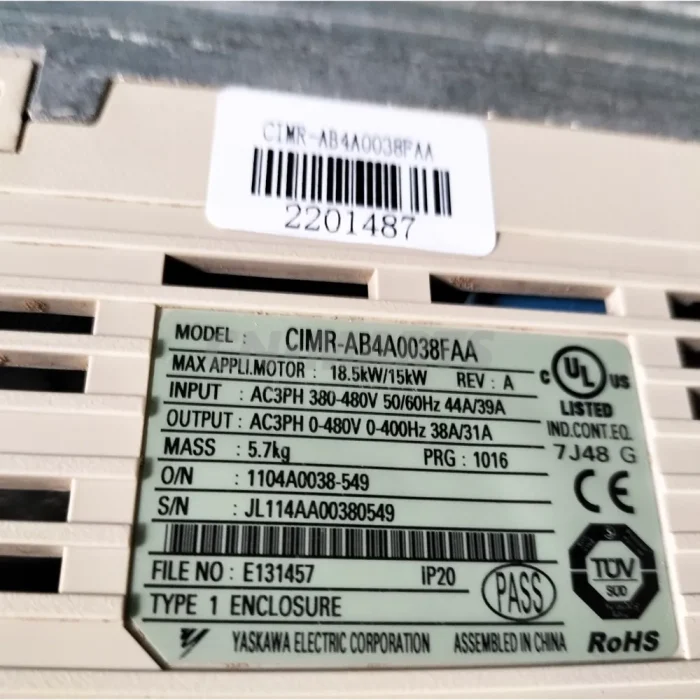 CIMR-AB4A0038FAA
2201487
MODEL : CIMR-AB4A0038FAA
MAX APPLI.MOTOR : 18.5kW/15kW REV : A
INPUT : AC3PH 380-480V 50/60Hz 44A/39A
OUTPUT : AC3PH 0-480V 0-400Hz 38A/31A
MASS : 5.7kg PRG : 1016
O/N : 1104A0038-549
S/N : JL114AA00380549
FILE NO : E131457 IP20
TYPE 1 ENCLOSURE
YASKAWA ELECTRIC CORPORATION ASSEMBLED IN CHINA
C UL US
LISTED
IND.CONT.EQ.
7J48 G
CE
TÜV
SÜD
PASS
RoHS